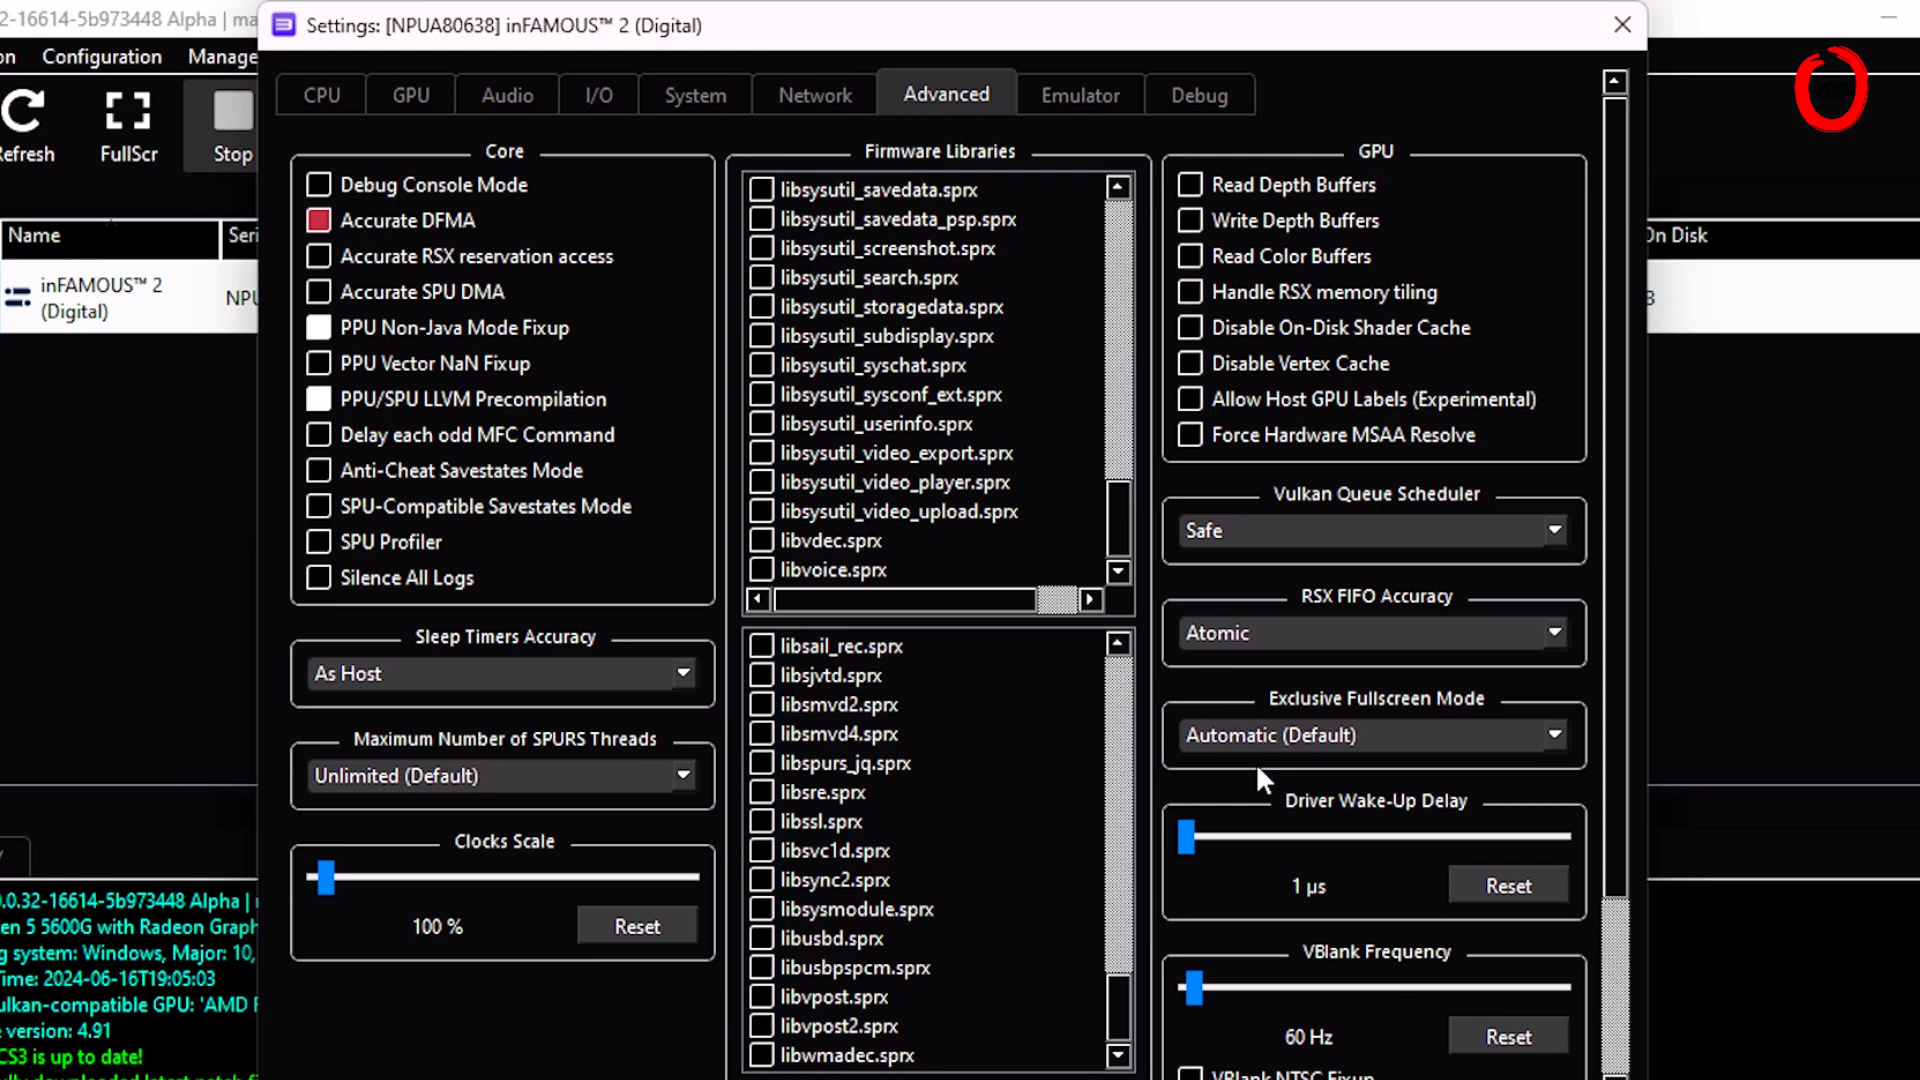 2-16614-5b973448 Alpha | ma
Settings: [NPUA80638] inFAMOUS™ 2 (Digital)
on Configuration Manage
Refresh FullScr Stop
Name Seri
inFAMOUS™ 2
(Digital)
NPU
On Disk
3
CPU GPU Audio I/O System Network Advanced Emulator Debug
Core
Debug Console Mode
Accurate DFMA
Accurate RSX reservation access
Accurate SPU DMA
PPU Non-Java Mode Fixup
PPU Vector NaN Fixup
PPU/SPU LLVM Precompilation
Delay each odd MFC Command
Anti-Cheat Savestates Mode
SPU-Compatible Savestates Mode
SPU Profiler
Silence All Logs
Sleep Timers Accuracy
As Host
Maximum Number of SPURS Threads
Unlimited (Default)
Clocks Scale
100 % Reset
Firmware Libraries
libsysutil_savedata.sprx
libsysutil_savedata_psp.sprx
libsysutil_screenshot.sprx
libsysutil_search.sprx
libsysutil_storagedata.sprx
libsysutil_subdisplay.sprx
libsysutil_syschat.sprx
libsysutil_sysconf_ext.sprx
libsysutil_userinfo.sprx
libsysutil_video_export.sprx
libsysutil_video_player.sprx
libsysutil_video_upload.sprx
libvdec.sprx
libvoice.sprx
libsail_rec.sprx
libsjvtd.sprx
libsmvd2.sprx
libsmvd4.sprx
libspurs_jq.sprx
libsre.sprx
libssl.sprx
libsvc1d.sprx
libsync2.sprx
libsysmodule.sprx
libusbd.sprx
libusbpspcm.sprx
libvpost.sprx
libvpost2.sprx
libwmadec.sprx
GPU
Read Depth Buffers
Write Depth Buffers
Read Color Buffers
Handle RSX memory tiling
Disable On-Disk Shader Cache
Disable Vertex Cache
Allow Host GPU Labels (Experimental)
Force Hardware MSAA Resolve
Vulkan Queue Scheduler
Safe
RSX FIFO Accuracy
Atomic
Exclusive Fullscreen Mode
Automatic (Default)
Driver Wake-Up Delay
1 µs Reset
VBlank Frequency
60 Hz Reset
VBlank NTSC Fixup
0.0.32-16614-5b973448 Alpha |
en 5 5600G with Radeon Graph
g system: Windows, Major: 10,
Time: 2024-06-16T19:05:03
ulkan-compatible GPU: 'AMD
version: 4.91
CS3 is up to date!